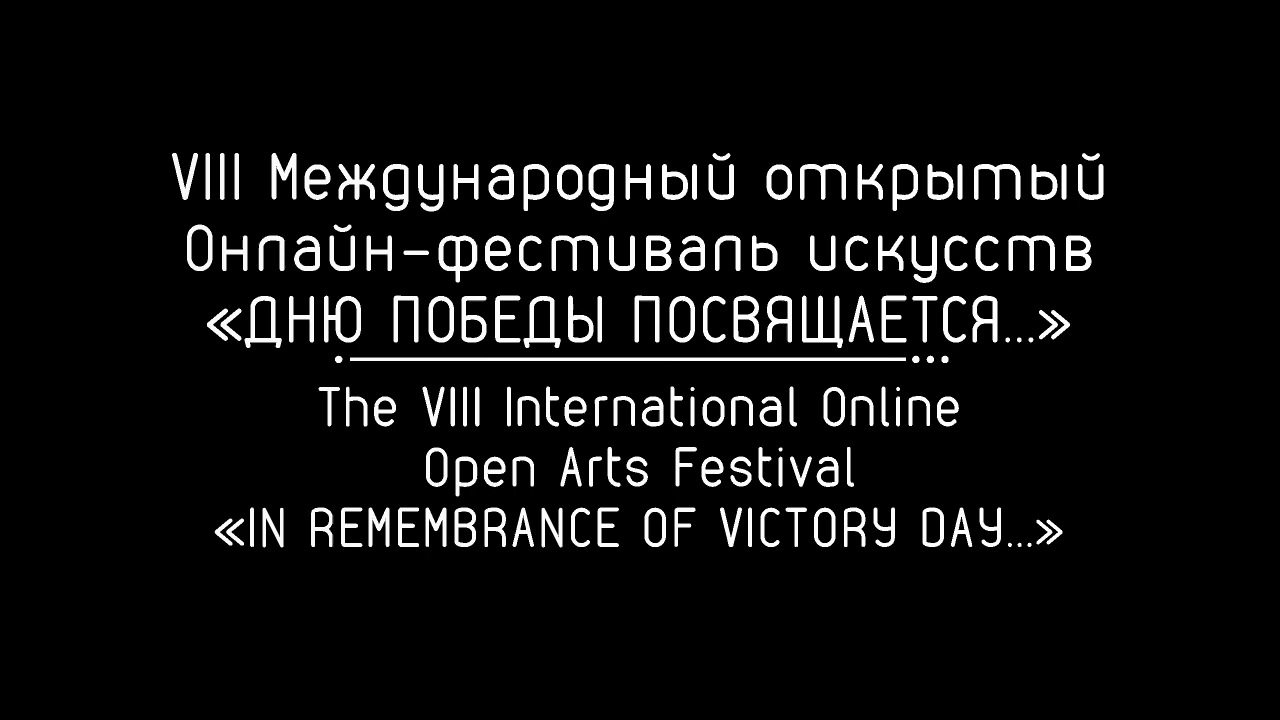 VIII Международный открытый
Онлайн-фестиваль искусств
«ДНЮ ПОБЕДЫ ПОСВЯЩАЕТСЯ...»
The VIII International Online
Open Arts Festival
«IN REMEMBRANCE OF VICTORY DAY...»